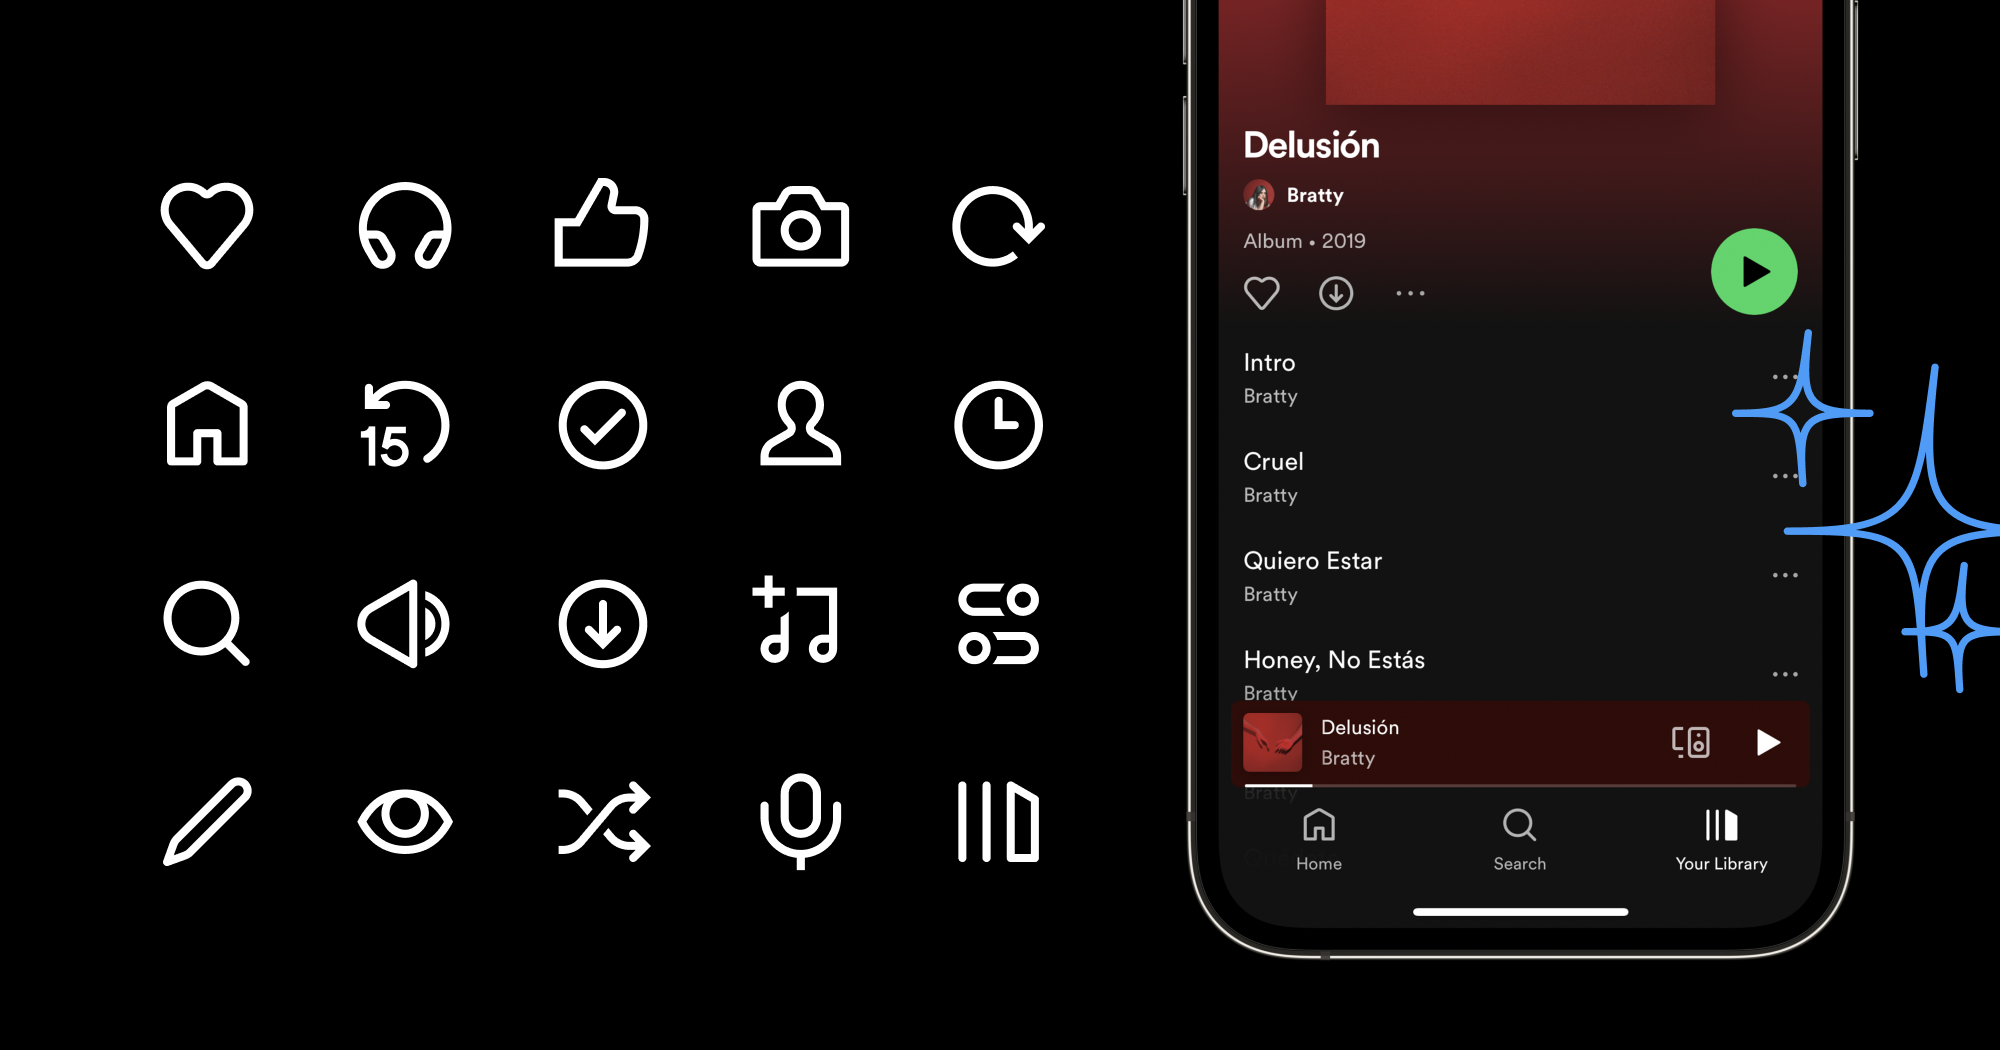 15
Delusión
Bratty
Album • 2019
Intro
Bratty
Cruel
Bratty
Quiero Estar
Bratty
Honey, No Estás
Bratty
Delusión
Bratty
Bratty
Home
Search
Your Library